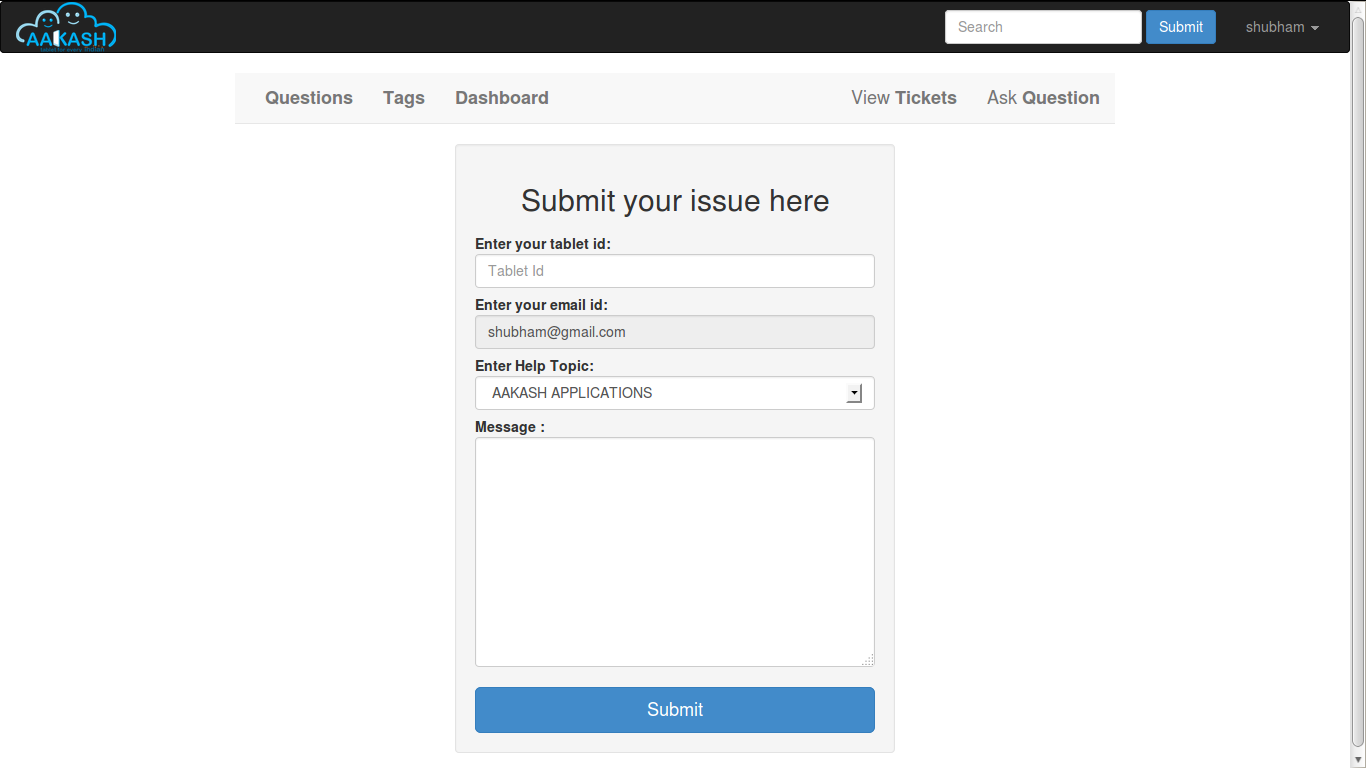 AAKASH
Search
Submit
shubham
Questions
Tags
Dashboard
View Tickets
Ask Question
Submit your issue here
Enter your tablet id:
Tablet Id
Enter your email id:
shubham@gmail.com
Enter Help Topic:
AAKASH APPLICATIONS
Message :
Submit